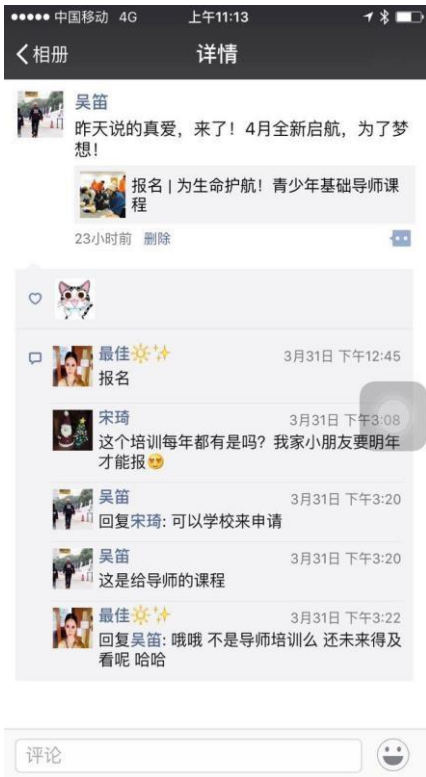 中国移动 4G 上午11:13
相册 详情
吴笛
昨天说的真爱，来了！4月全新启航，为了梦
想！
报名 | 为生命护航！青少年基础导师课
程
23小时前 删除
最佳 3月31日 下午12:45
报名
宋琦 3月31日 下午3:08
这个培训每年都有是吗？我家小朋友要明年
才能报
吴笛 3月31日 下午3:20
回复宋琦: 可以学校来申请
吴笛 3月31日 下午3:20
这是给导师的课程
最佳 3月31日 下午3:22
回复吴笛: 哦哦 不是导师培训么 还未来得及
看呢 哈哈
评论